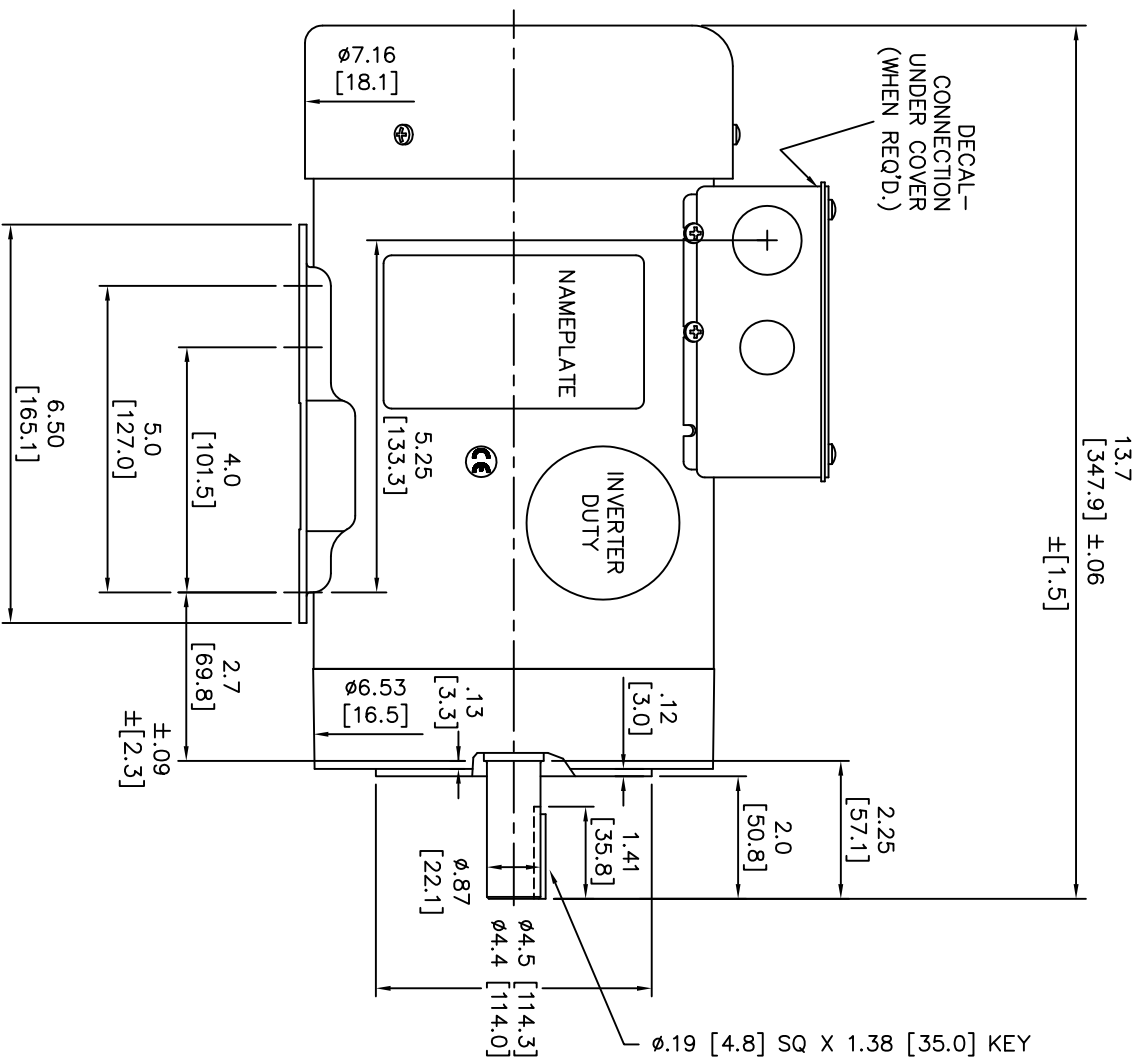 13.7
[347.9] ±.06
±[1.5]
DECAL-
CONNECTION
UNDER COVER
(WHEN REQ'D.)
ø7.16
[18.1]
NAMEPLATE
INVERTER
DUTY
CE
5.25
[133.3]
4.0
[101.5]
5.0
[127.0]
6.50
[165.1]
2.7
[69.8]
±.09
±[2.3]
ø6.53
[16.5]
.13
[3.3]
.12
[3.0]
2.25
[57.1]
2.0
[50.8]
1.41
[35.8]
ø.87
[22.1]
ø4.5 [114.3]
ø4.4 [114.0]
ø.19 [4.8] SQ X 1.38 [35.0] KEY